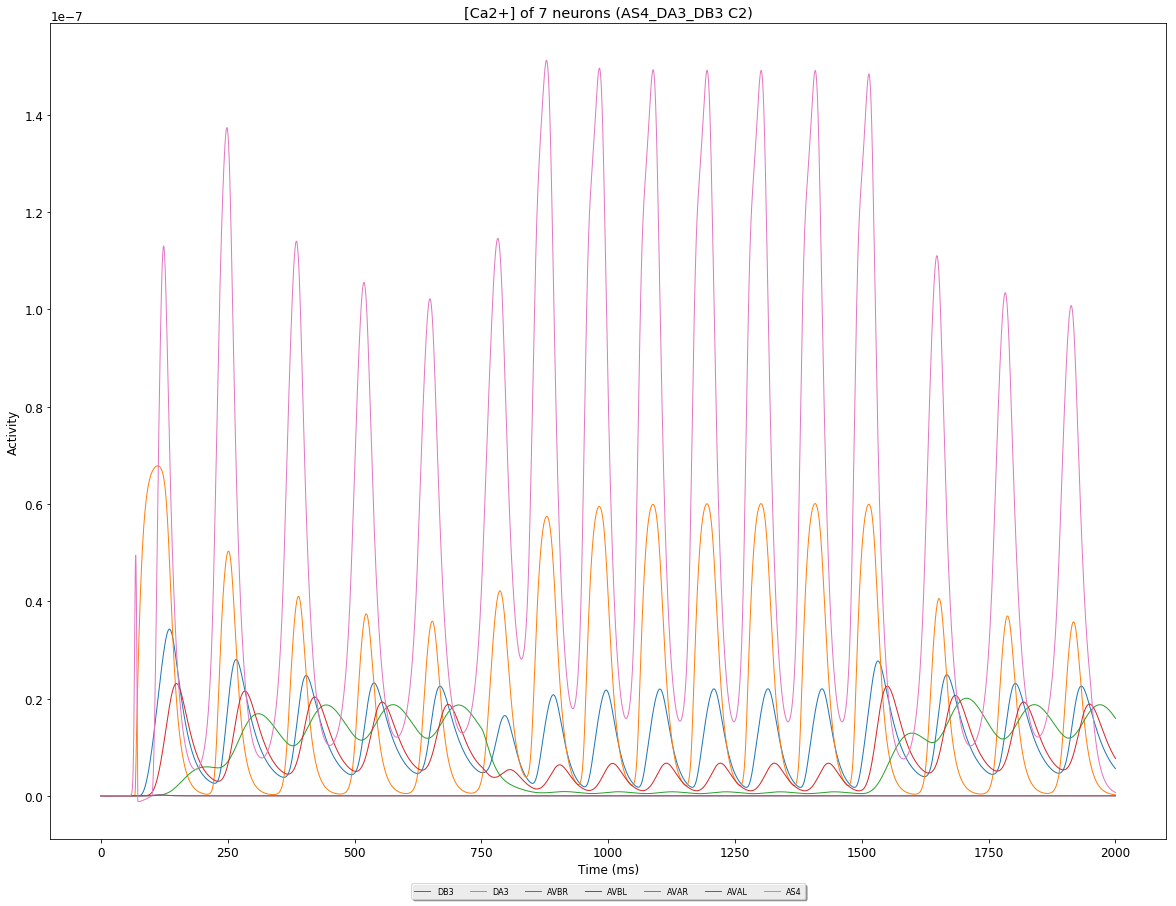 [Ca2+] of 7 neurons (AS4_DA3_DB3 C2)
1e−7
1.4
1.2
1.0
0.8
0.6
0.4
0.2
0.0
Activity
0 250 500 750 1000 1250 1500 1750 2000
Time (ms)
DB3 DA3 AVBR AVBL AVAR AVAL AS4